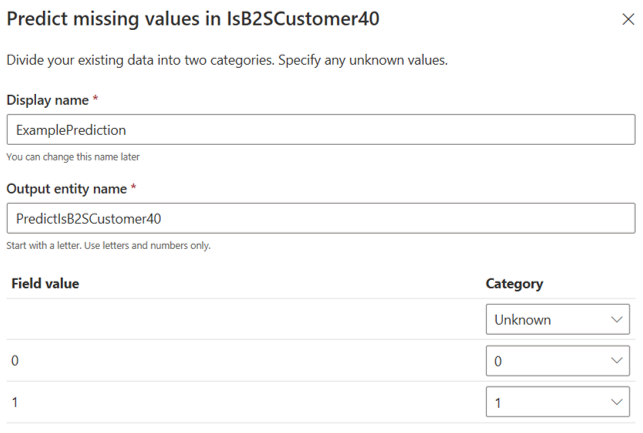 Predict missing values in IsB2SCustomer40
Divide your existing data into two categories. Specify any unknown values.
Display name *
ExamplePrediction
You can change this name later
Output entity name *
PredictIsB2SCustomer40
Start with a letter. Use letters and numbers only.
Field value Category
Unknown
0 0
1 1